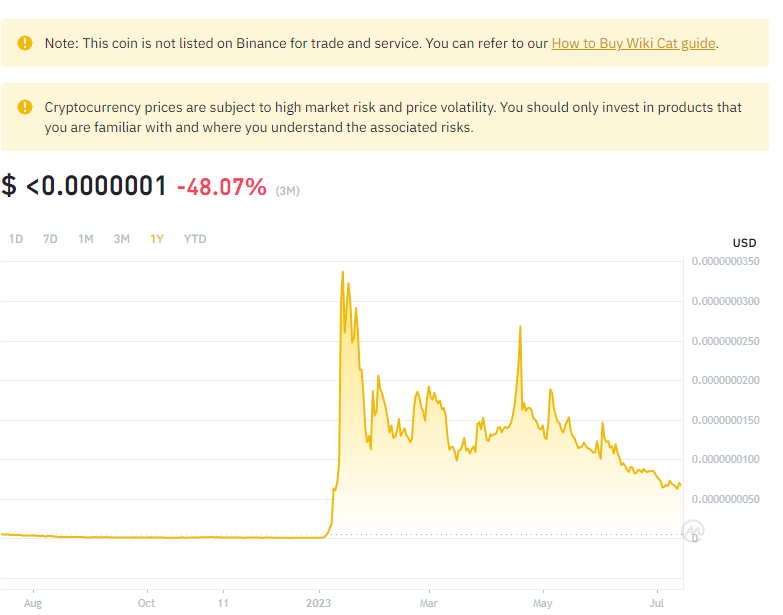 Note: This coin is not listed on Binance for trade and service. You can refer to our How to Buy Wiki Cat guide.
Cryptocurrency prices are subject to high market risk and price volatility. You should only invest in products that
you are familiar with and where you understand the associated risks.
$ <0.0000001 -48.07% (3M)
1D 7D 1M 3M 1Y YTD
USD
0.0000000350
0.0000000300
0.0000000250
0.0000000200
0.0000000150
0.0000000100
0.0000000050
0
Aug Oct 11 2023 Mar May Jul